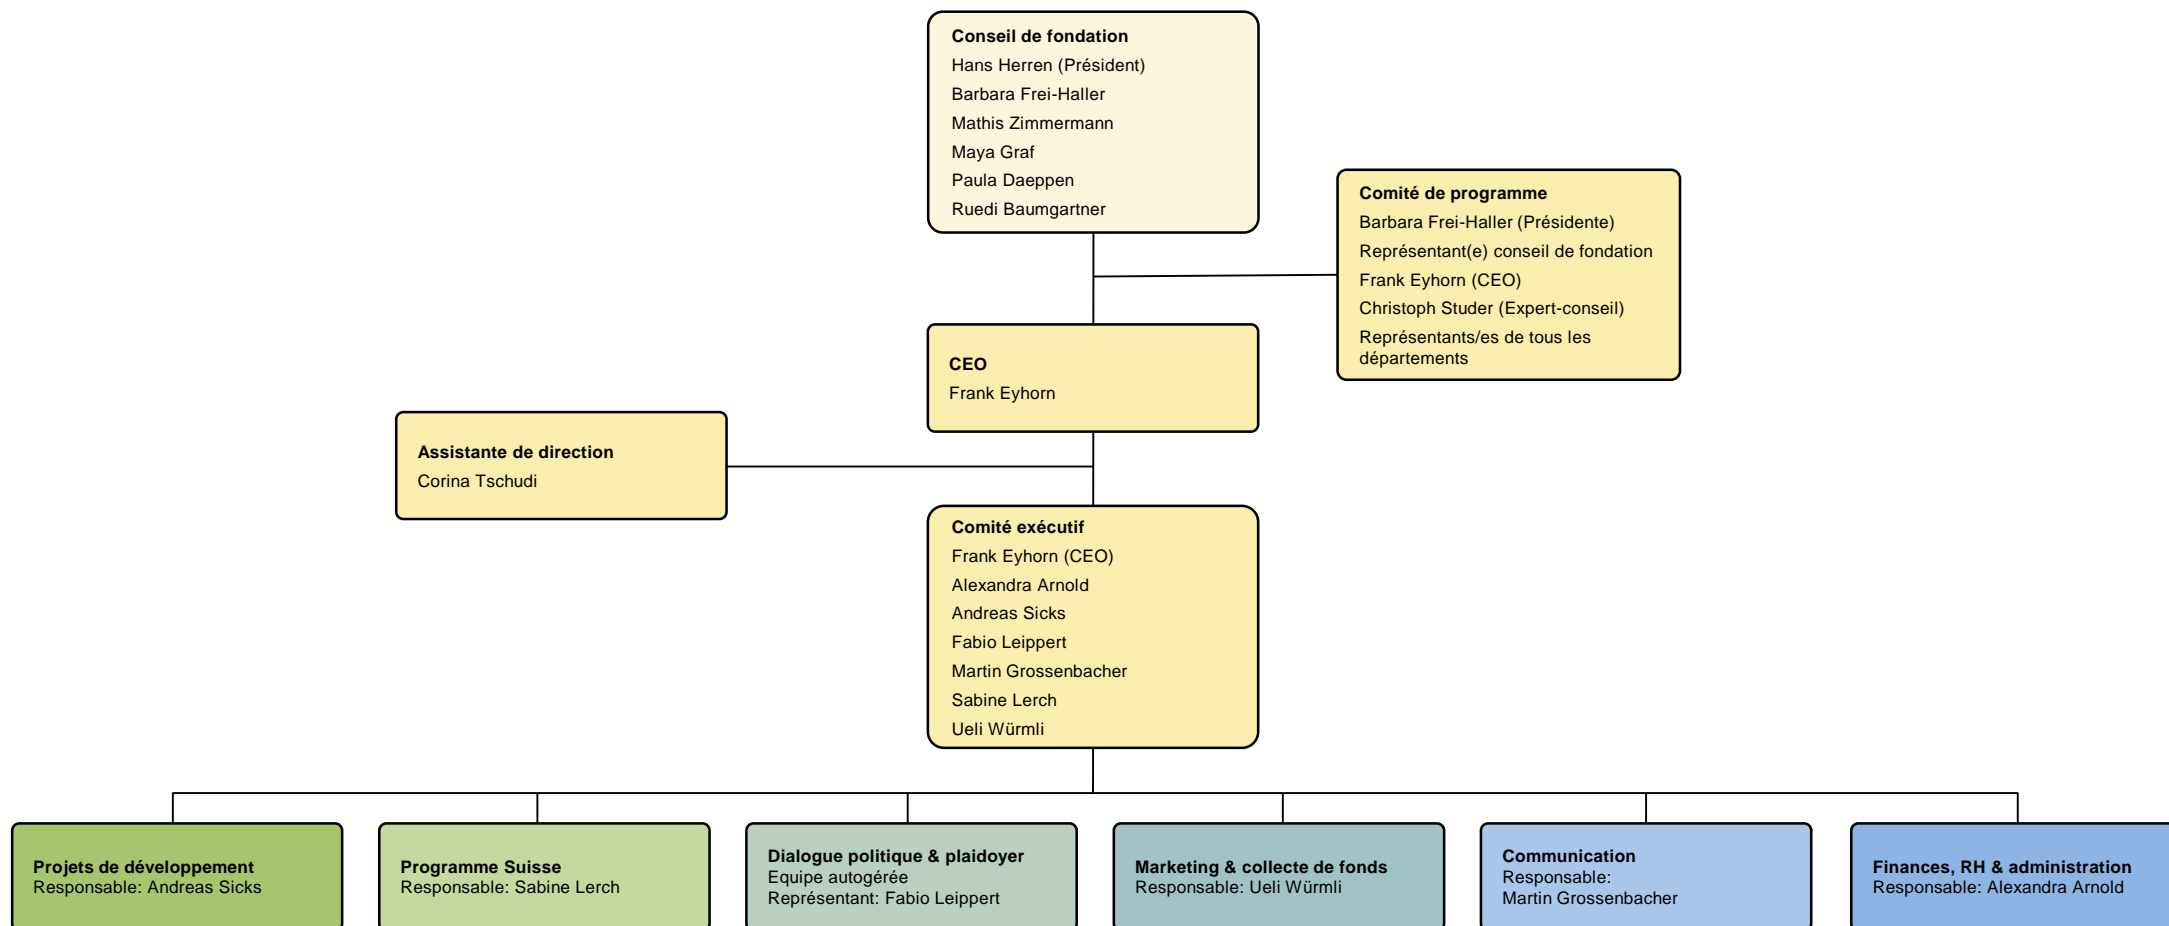 Conseil de fondation
Hans Herren (Président)
Barbara Frei-Haller
Mathis Zimmermann
Maya Graf
Paula Daeppen
Ruedi Baumgartner
Comité de programme
Barbara Frei-Haller (Présidente)
Représentant(e) conseil de fondation
Frank Eyhorn (CEO)
Christoph Studer (Expert-conseil)
Représentants/es de tous les
départements
CEO
Frank Eyhorn
Assistante de direction
Corina Tschudi
Comité exécutif
Frank Eyhorn (CEO)
Alexandra Arnold
Andreas Sicks
Fabio Leippert
Martin Grossenbacher
Sabine Lerch
Ueli Würmli
Projets de développement
Responsable: Andreas Sicks
Programme Suisse
Responsable: Sabine Lerch
Dialogue politique & plaidoyer
Equipe autogérée
Représentant: Fabio Leippert
Marketing & collecte de fonds
Responsable: Ueli Würmli
Communication
Responsable:
Martin Grossenbacher
Finances, RH & administration
Responsable: Alexandra Arnold